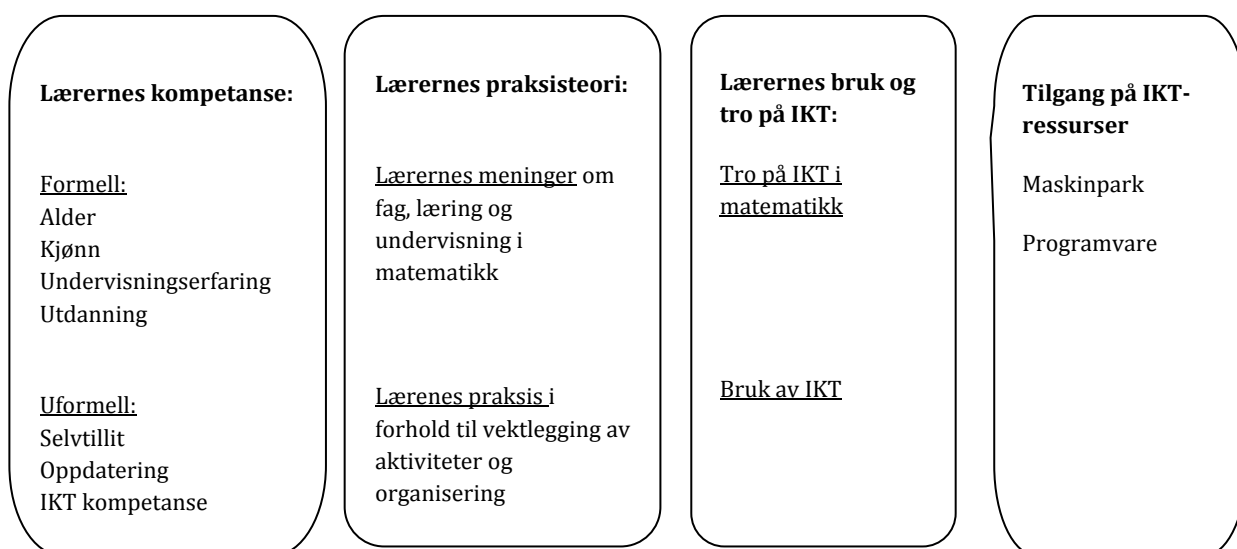 Lærernes kompetanse:
Formell:
Alder
Kjønn
Undervisningserfaring
Utdanning
Uformell:
Selvtillit
Oppdatering
IKT kompetanse
Lærernes praksisteori:
Lærernes meninger om
fag, læring og
undervisning i
matematikk
Lærenes praksis i
forhold til vektlegging av
aktiviteter og
organisering
Lærernes bruk og
tro på IKT:
Tro på IKT i
matematikk
Bruk av IKT
Tilgang på IKT-
ressurser
Maskinpark
Programvare